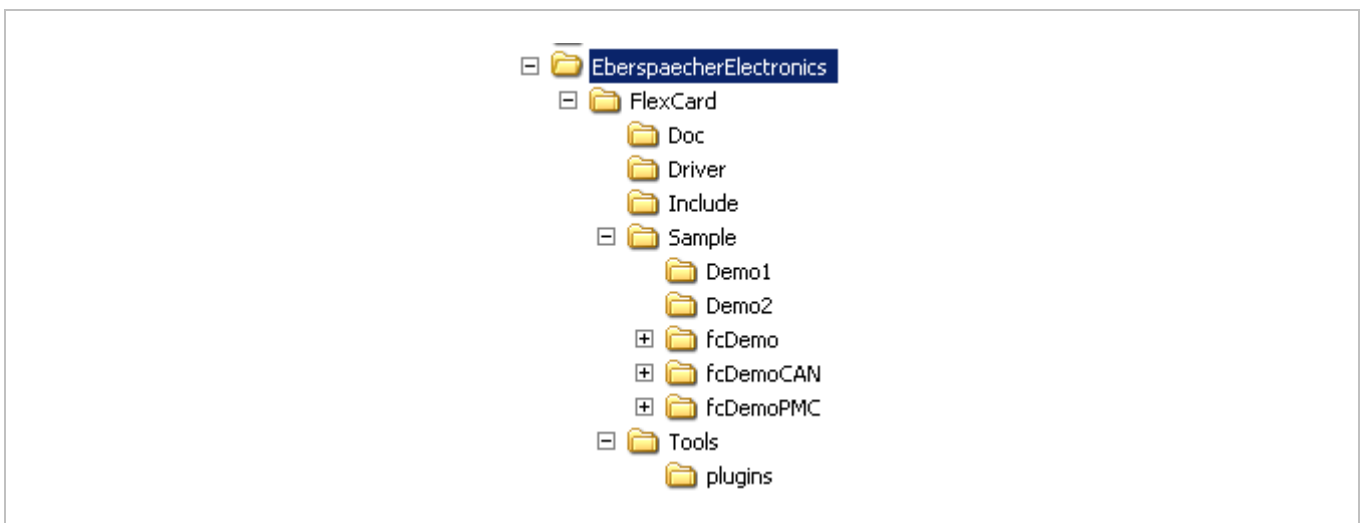 EberspaecherElectronics
FlexCard
Doc
Driver
Include
Sample
Demo1
Demo2
fcDemo
fcDemoCAN
fcDemoPMC
Tools
plugins